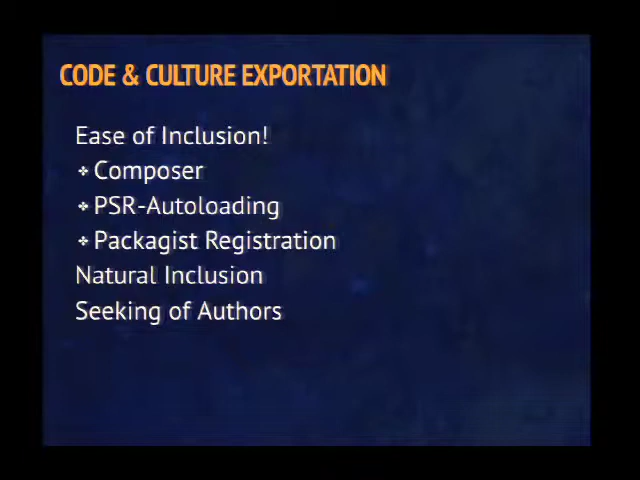 CODE & CULTURE EXPORTATION
Ease of Inclusion!
❖ Composer
❖ PSR-Autoloading
❖ Packagist Registration
Natural Inclusion
Seeking of Authors